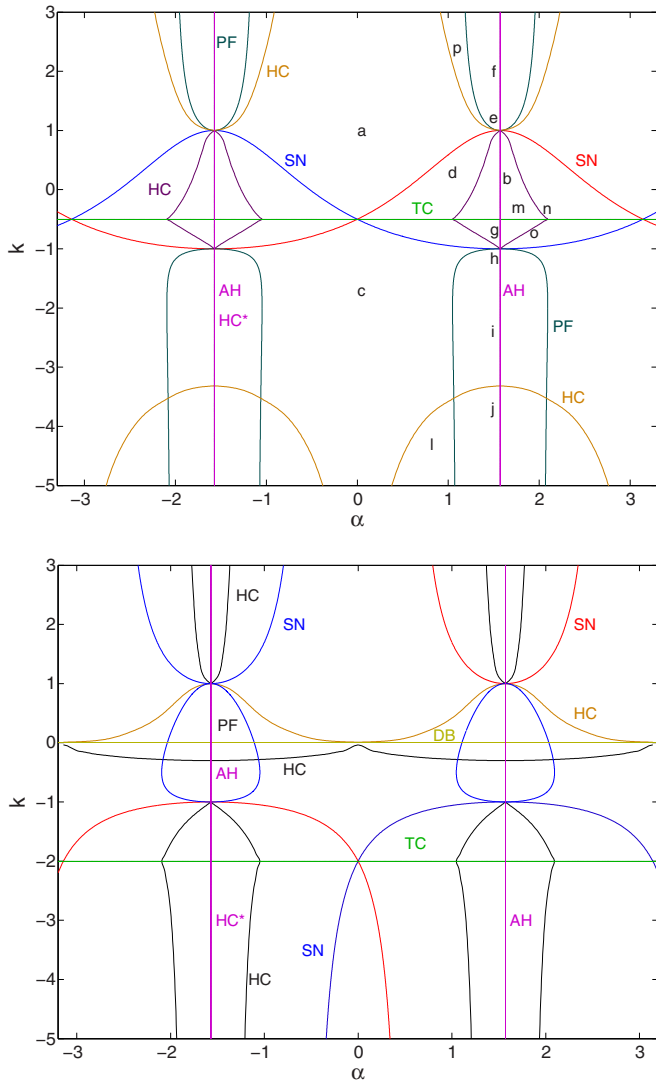 3
PF
p
f
2
HC
e
1
a
SN
SN
d
b
HC
0
m
n
TC
g
o
k
−1
h
AH
c
AH
HC*
−2
i
PF
−3
HC
j
−4
l
−5
−3
−2
−1
0
1
2
3
α
3
HC
SN
SN
2
1
HC
PF
DB
0
HC
AH
k
−1
TC
−2
HC*
AH
−3
SN
HC
−4
−5
−3
−2
−1
0
1
2
3
α